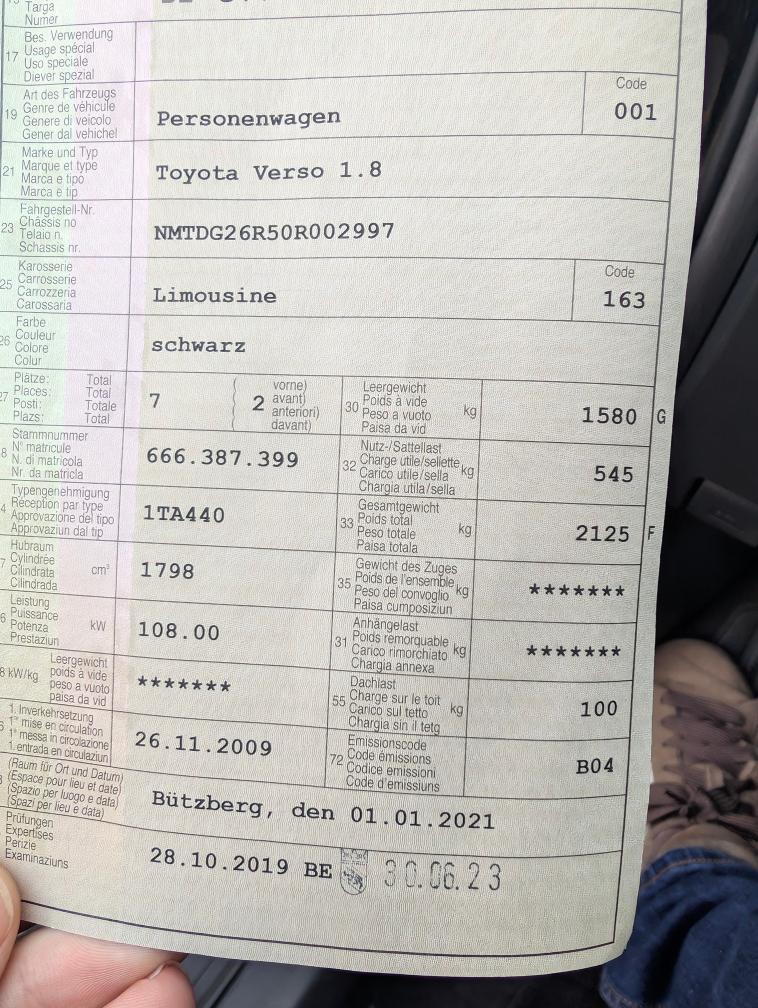 Targa
Numer
17
Bes. Verwendung
Usage spécial
Uso speciale
Diever spezial
19
Art des Fahrzeugs
Genre de véhicule
Genere di veicolo
Gener dal vehichel
Personenwagen
Code
001
21
Marke und Typ
Marque et type
Marca e tipo
Marca e tip
Toyota Verso 1.8
23
Fahrgestell-Nr.
Châssis no
Telaio n.
Schassis nr.
NMTDG26R50R002997
25
Karosserie
Carrosserie
Carrozzeria
Carossaria
Limousine
Code
163
26
Farbe
Couleur
Colore
Colur
schwarz
27
Plätze: Total
Places: Total
Posti: Totale
Plazs: Total
7
2
vorne)
avant)
anteriori)
davant)
30
Leergewicht
Poids à vide
Peso a vuoto
Paisa da vid
kg
1580 G
8
Stammnummer
N° matricule
N. di matricola
Nr. da matricla
666.387.399
32
Nutz-/Sattellast
Charge utile/sellette
Carico utile/sella
Chargia utila/sella
kg
545
4
Typengenehmigung
Réception par type
Approvazione del tipo
Approvaziun dal tip
1TA440
33
Gesamtgewicht
Poids total
Peso totale
Paisa totala
kg
2125 F
7
Hubraum
Cylindrée
Cilindrata
Cilindrada
cm³
1798
35
Gewicht des Zuges
Poids de l'ensemble
Peso del convoglio
Paisa cumposiziun
kg
*******
6
Leistung
Puissance
Potenza
Prestaziun
kW
108.00
31
Anhängelast
Poids remorquable
Carico rimorchiato
Chargia annexa
kg
*******
8 kW/kg
Leergewicht
poids à vide
peso a vuoto
paisa da vid
*******
55
Dachlast
Charge sur le toit
Carico sul tetto
Chargia sin il tetg
kg
100
1. Inverkehrsetzung
1re mise en circulation
1a messa in circolazione
1. entrada en circulaziun
26.11.2009
72
Emissionscode
Code émissions
Codice emissioni
Code d'emissiuns
B04
(Raum für Ort und Datum)
(Espace pour lieu et date)
(Spazio per luogo e data)
(Spazi per lieu e data)
Bützberg, den 01.01.2021
Prüfungen
Expertises
Perizie
Examinaziuns
28.10.2019 BE 30.06.23